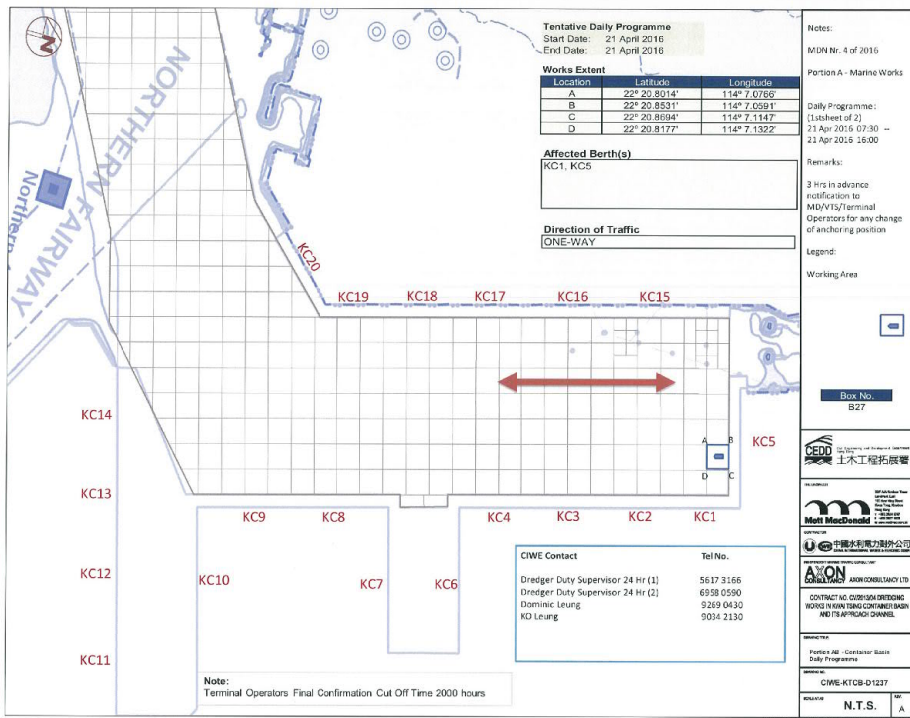 N
NORTHERN FAIRWAY
Northern
Tentative Daily Programme
Start Date: 21 April 2016
End Date: 21 April 2016
Works Extent
Location Latitude Longitude
A 22° 20.8014' 114° 7.0766'
B 22° 20.8531' 114° 7.0591'
C 22° 20.8694' 114° 7.1147'
D 22° 20.8177' 114° 7.1322'
Affected Berth(s)
KC1, KC5
Direction of Traffic
ONE-WAY
KC20
KC19 KC18 KC17 KC16 KC15
KC14
KC13
KC12
KC11
KC10
KC9 KC8
KC7 KC6
KC4 KC3 KC2 KC1
KC5
A B
D C
CIWE Contact Tel No.
Dredger Duty Supervisor 24 Hr (1) 5617 3166
Dredger Duty Supervisor 24 Hr (2) 6958 0590
Dominic Leung 9269 0430
KO Leung 9034 2130
Note:
Terminal Operators Final Confirmation Cut Off Time 2000 hours
Notes:
MDN Nr. 4 of 2016
Portion A - Marine Works
Daily Programme:
(1stsheet of 2)
21 Apr 2016 07:30 --
21 Apr 2016 16:00
Remarks:
3 Hrs in advance
notification to
MD/VTS/Terminal
Operators for any change
of anchoring position
Legend:
Working Area
Box No.
B27
CEDD
土木工程拓展署
Mott MacDonald
CONTRACTOR
中國水利電力對外公司
AXON
CONSULTANCY AXON CONSULTANCY LTD
CONTRACT NO. CV/2013/04 DREDGING
WORKS IN KWAI TSING CONTAINER BASIN
AND ITS APPROACH CHANNEL
DRAWING TITLE
Portion AB - Container Basin
Daily Programme
DRAWING NO.
CIWE-KTCB-D1237
N.T.S.
A